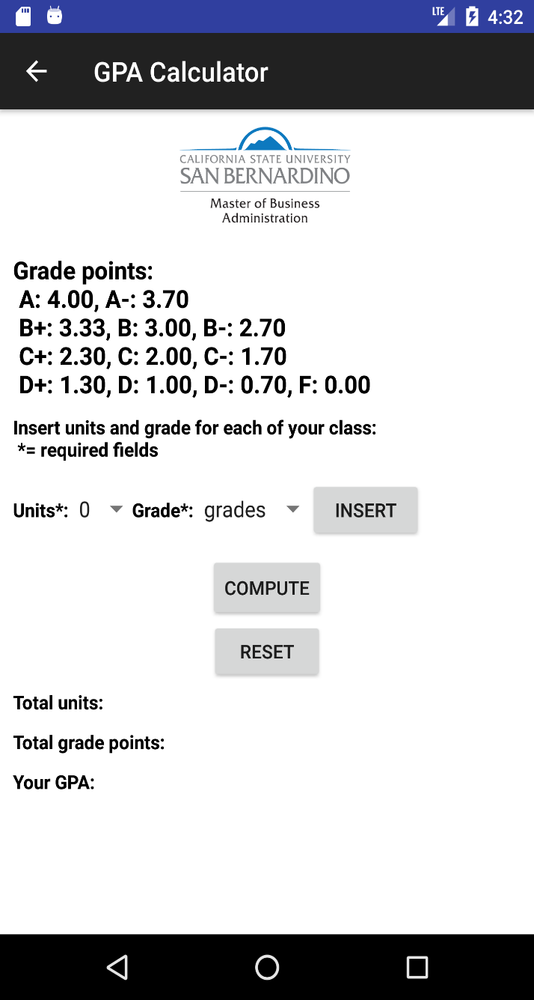 LTE 4:32
GPA Calculator
CALIFORNIA STATE UNIVERSITY
SAN BERNARDINO
Master of Business
Administration
Grade points:
A: 4.00, A-: 3.70
B+: 3.33, B: 3.00, B-: 2.70
C+: 2.30, C: 2.00, C-: 1.70
D+: 1.30, D: 1.00, D-: 0.70, F: 0.00
Insert units and grade for each of your class:
*= required fields
Units*: 0 Grade*: grades INSERT
COMPUTE
RESET
Total units:
Total grade points:
Your GPA: